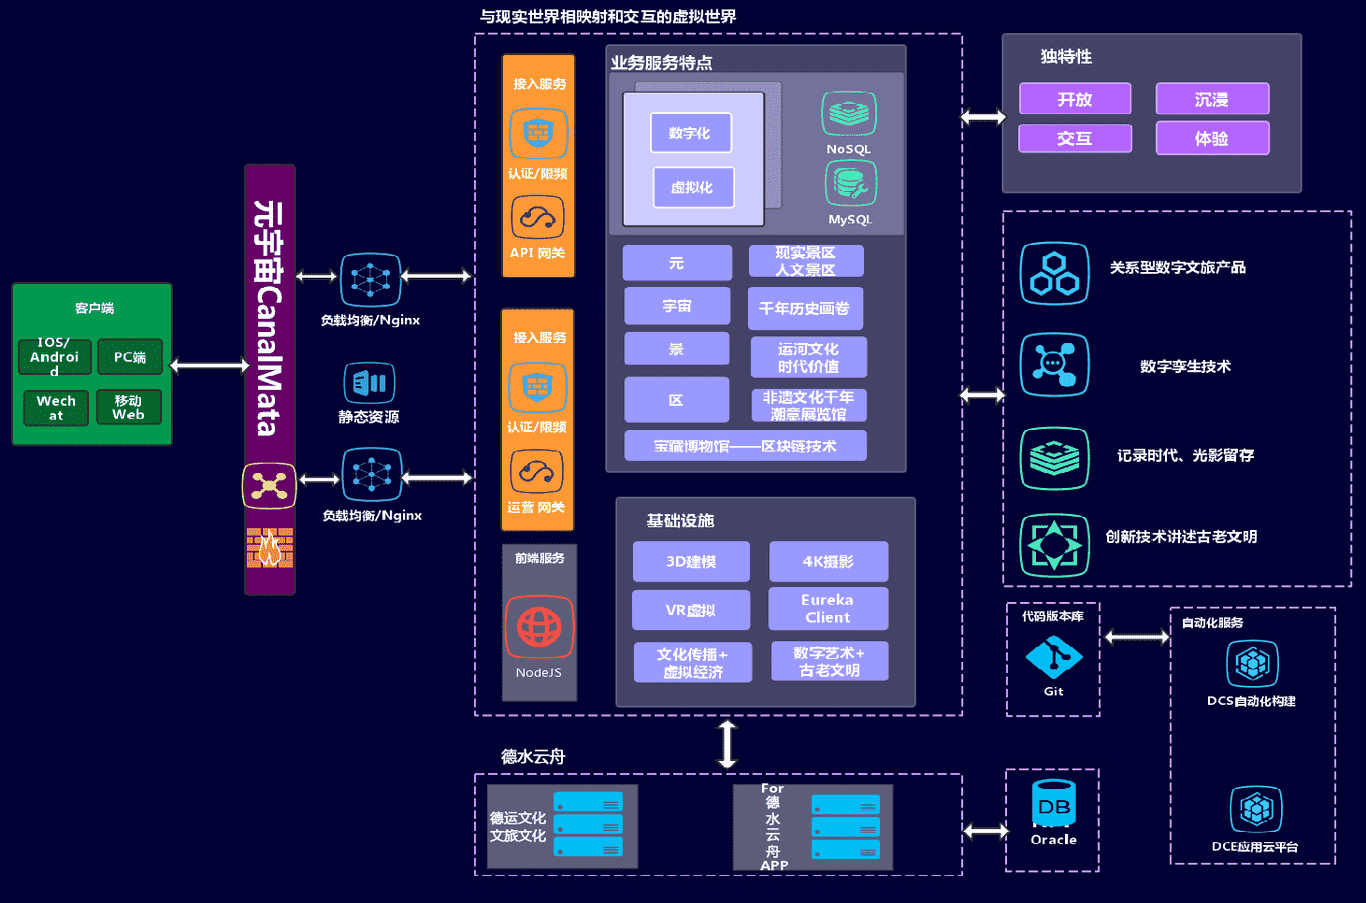 与现实世界相映射和交互的虚拟世界
客户端
IOS/
Androi
d
PC端
Wech
at
移动
Web
元宇宙CanalMata
负载均衡/Nginx
静态资源
负载均衡/Nginx
接入服务
认证/限频
API 网关
接入服务
认证/限频
运营 网关
前端服务
NodeJS
业务服务特点
数字化
虚拟化
NoSQL
MySQL
元
现实景区
人文景区
宇宙
千年历史画卷
景
运河文化
时代价值
区
非遗文化千年
潮意展览馆
宝藏博物馆——区块链技术
基础设施
3D建模
4K摄影
VR虚拟
Eureka
Client
文化传播+
虚拟经济
数字艺术+
古老文明
德水云舟
德运文化
文旅文化
For
德
水
云
舟
APP
独特性
开放
沉浸
交互
体验
关系型数字文旅产品
数字孪生技术
记录时代、光影留存
创新技术讲述古老文明
代码版本库
Git
自动化服务
DCS自动化构建
DCE应用云平台
DB
Oracle